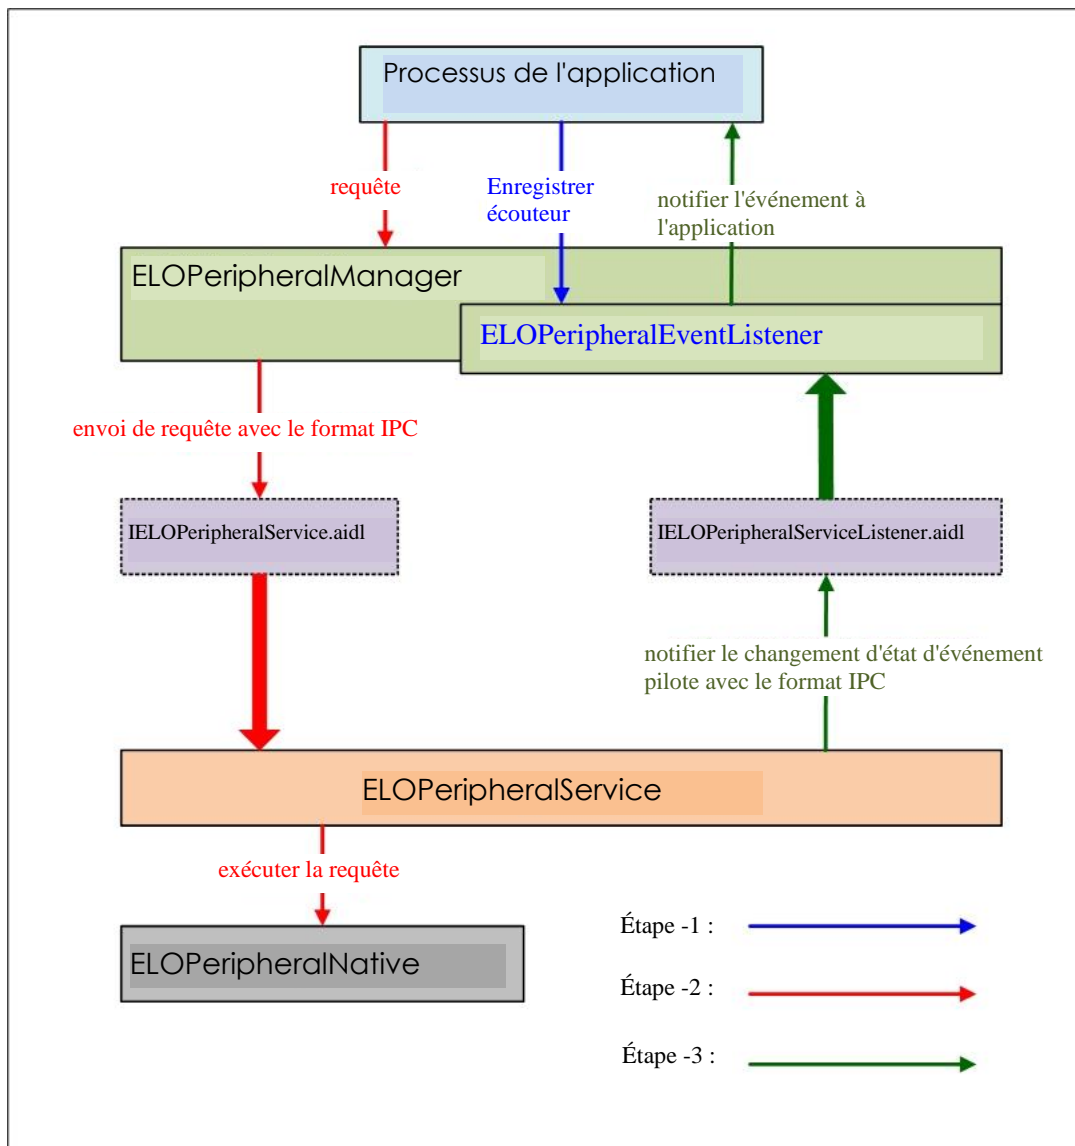 Processus de l'application
requête
Enregistrer
écouteur
notifier l'événement à
l'application
ELOPeripheralManager
ELOPeripheralEventListener
envoi de requête avec le format IPC
IELOPeripheralService.aidl
IELOPeripheralServiceListener.aidl
notifier le changement d'état d'événement
pilote avec le format IPC
ELOPeripheralService
exécuter la requête
ELOPeripheralNative
Étape -1 :
Étape -2 :
Étape -3 :